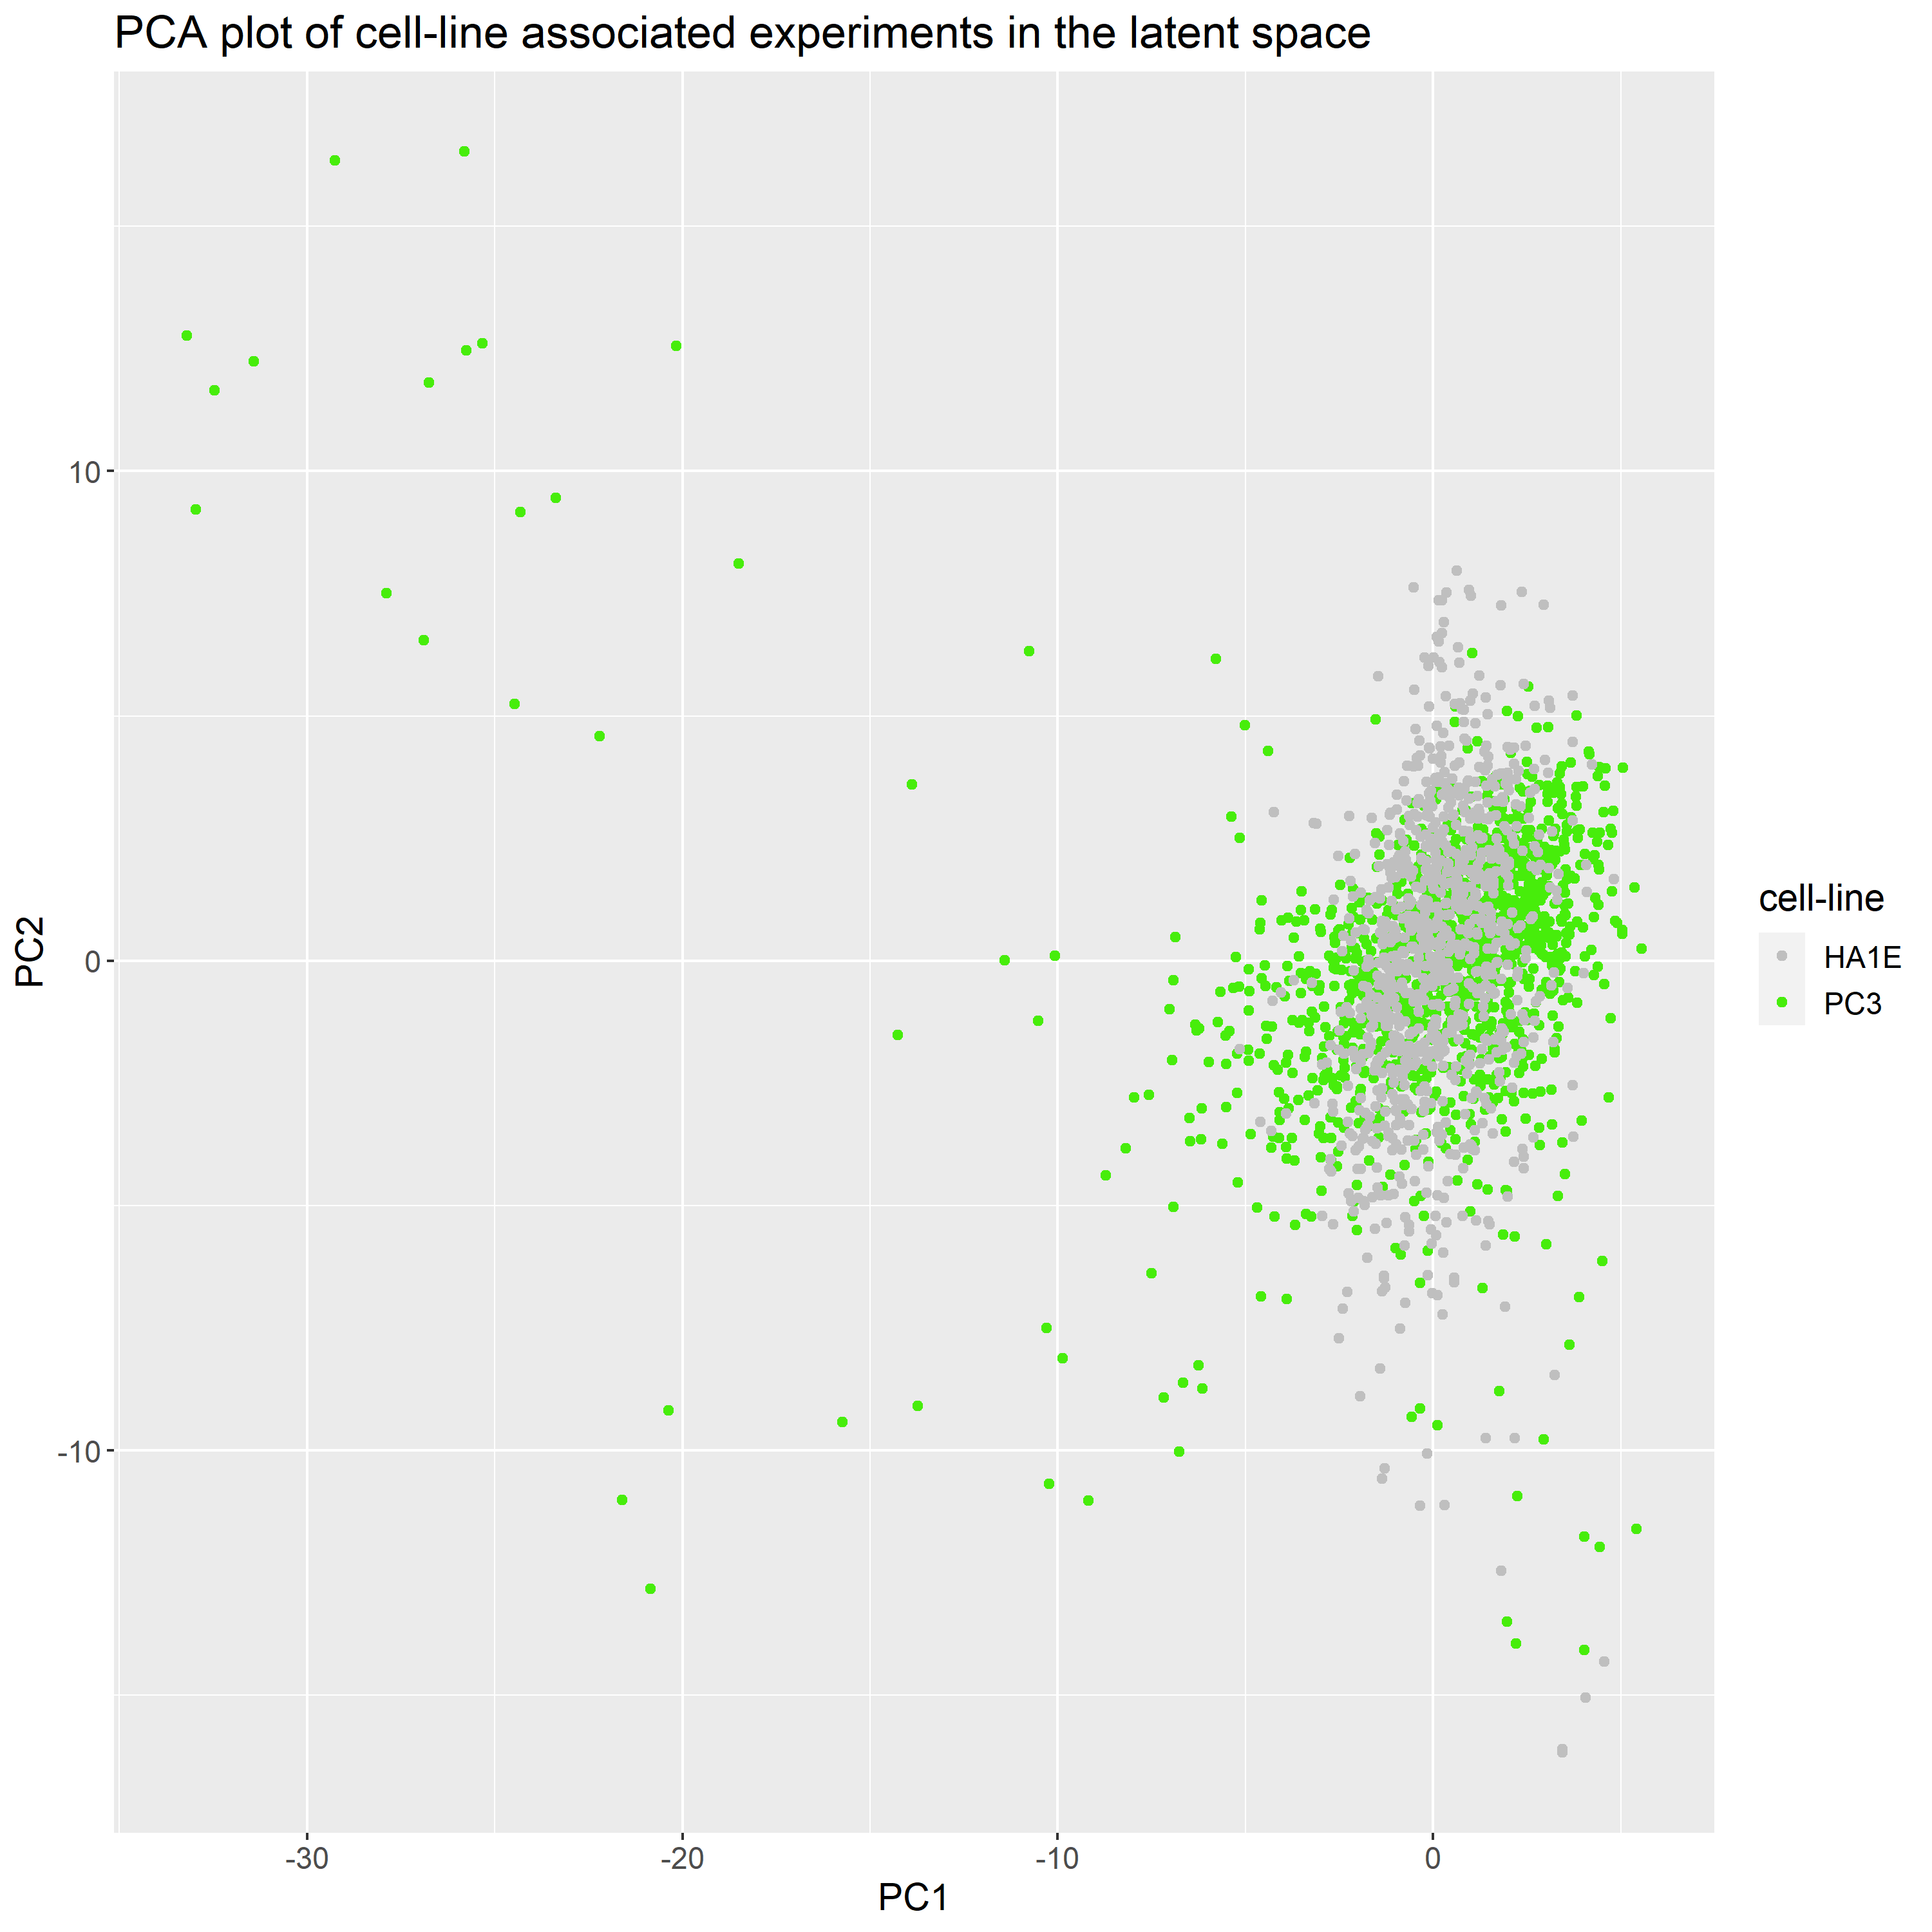 PCA plot of cell-line associated experiments in the latent space
10
0
-10
PC2
-30
-20
-10
0
PC1
cell-line
HA1E
PC3